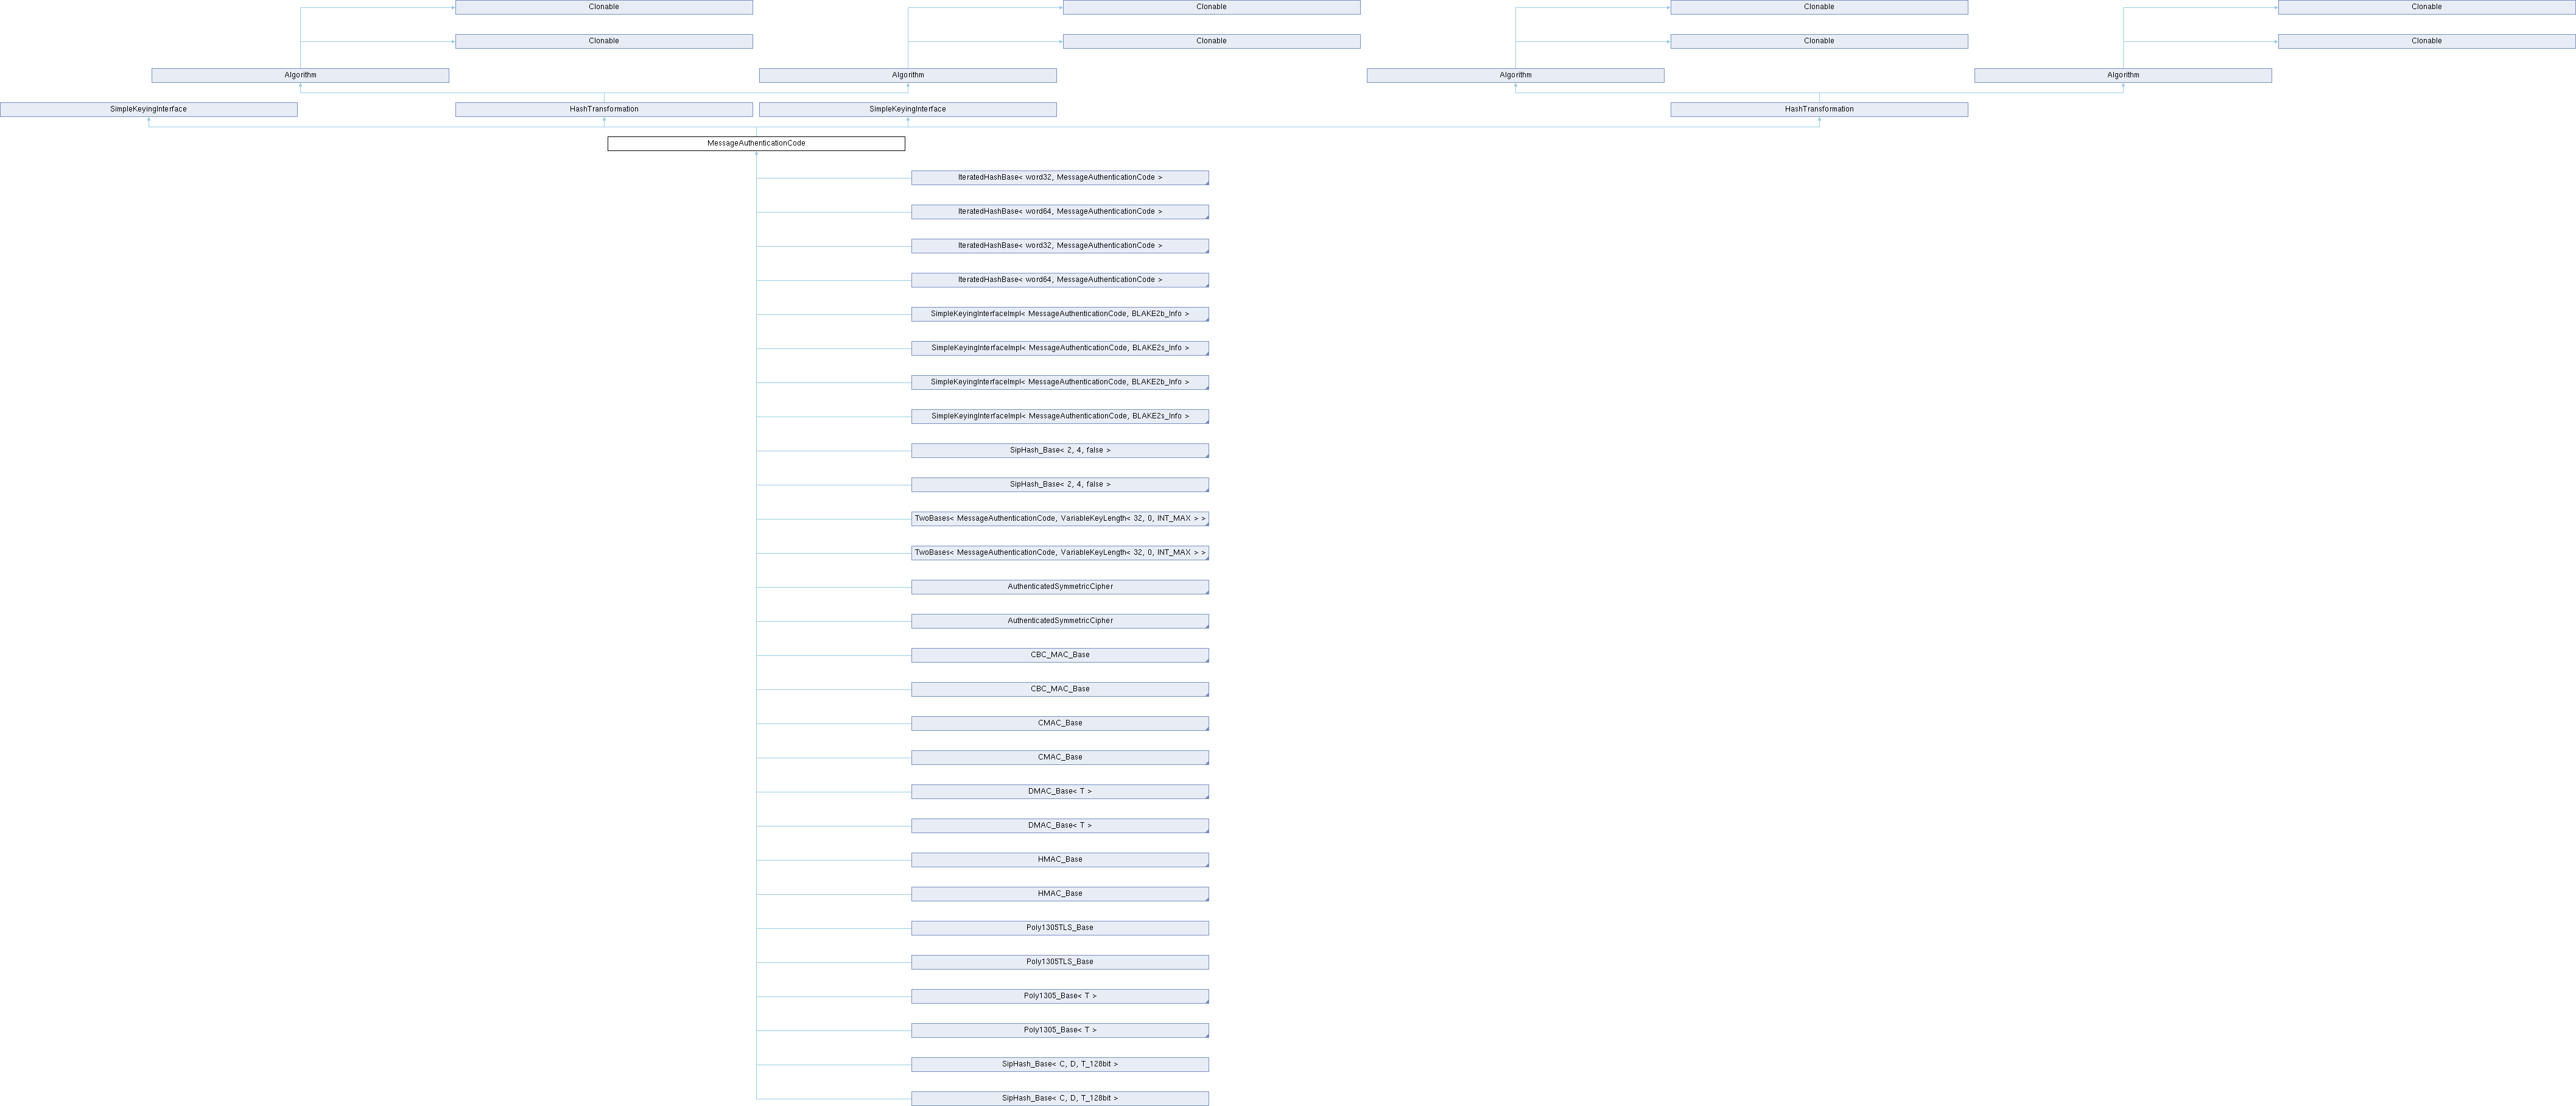 Clonable Clonable Clonable Clonable
Clonable Clonable Clonable Clonable
Algorithm Algorithm Algorithm Algorithm
SimpleKeyingInterface HashTransformation SimpleKeyingInterface HashTransformation
MessageAuthenticationCode
IteratedHashBase< word32, MessageAuthenticationCode >
IteratedHashBase< word64, MessageAuthenticationCode >
IteratedHashBase< word32, MessageAuthenticationCode >
IteratedHashBase< word64, MessageAuthenticationCode >
SimpleKeyingInterfaceImpl< MessageAuthenticationCode, BLAKE2b_Info >
SimpleKeyingInterfaceImpl< MessageAuthenticationCode, BLAKE2s_Info >
SimpleKeyingInterfaceImpl< MessageAuthenticationCode, BLAKE2b_Info >
SimpleKeyingInterfaceImpl< MessageAuthenticationCode, BLAKE2s_Info >
SipHash_Base< 2, 4, false >
SipHash_Base< 2, 4, false >
TwoBases< MessageAuthenticationCode, VariableKeyLength< 32, 0, INT_MAX > >
TwoBases< MessageAuthenticationCode, VariableKeyLength< 32, 0, INT_MAX > >
AuthenticatedSymmetricCipher
AuthenticatedSymmetricCipher
CBC_MAC_Base
CBC_MAC_Base
CMAC_Base
CMAC_Base
DMAC_Base< T >
DMAC_Base< T >
HMAC_Base
HMAC_Base
Poly1305TLS_Base
Poly1305TLS_Base
Poly1305_Base< T >
Poly1305_Base< T >
SipHash_Base< C, D, T_128bit >
SipHash_Base< C, D, T_128bit >